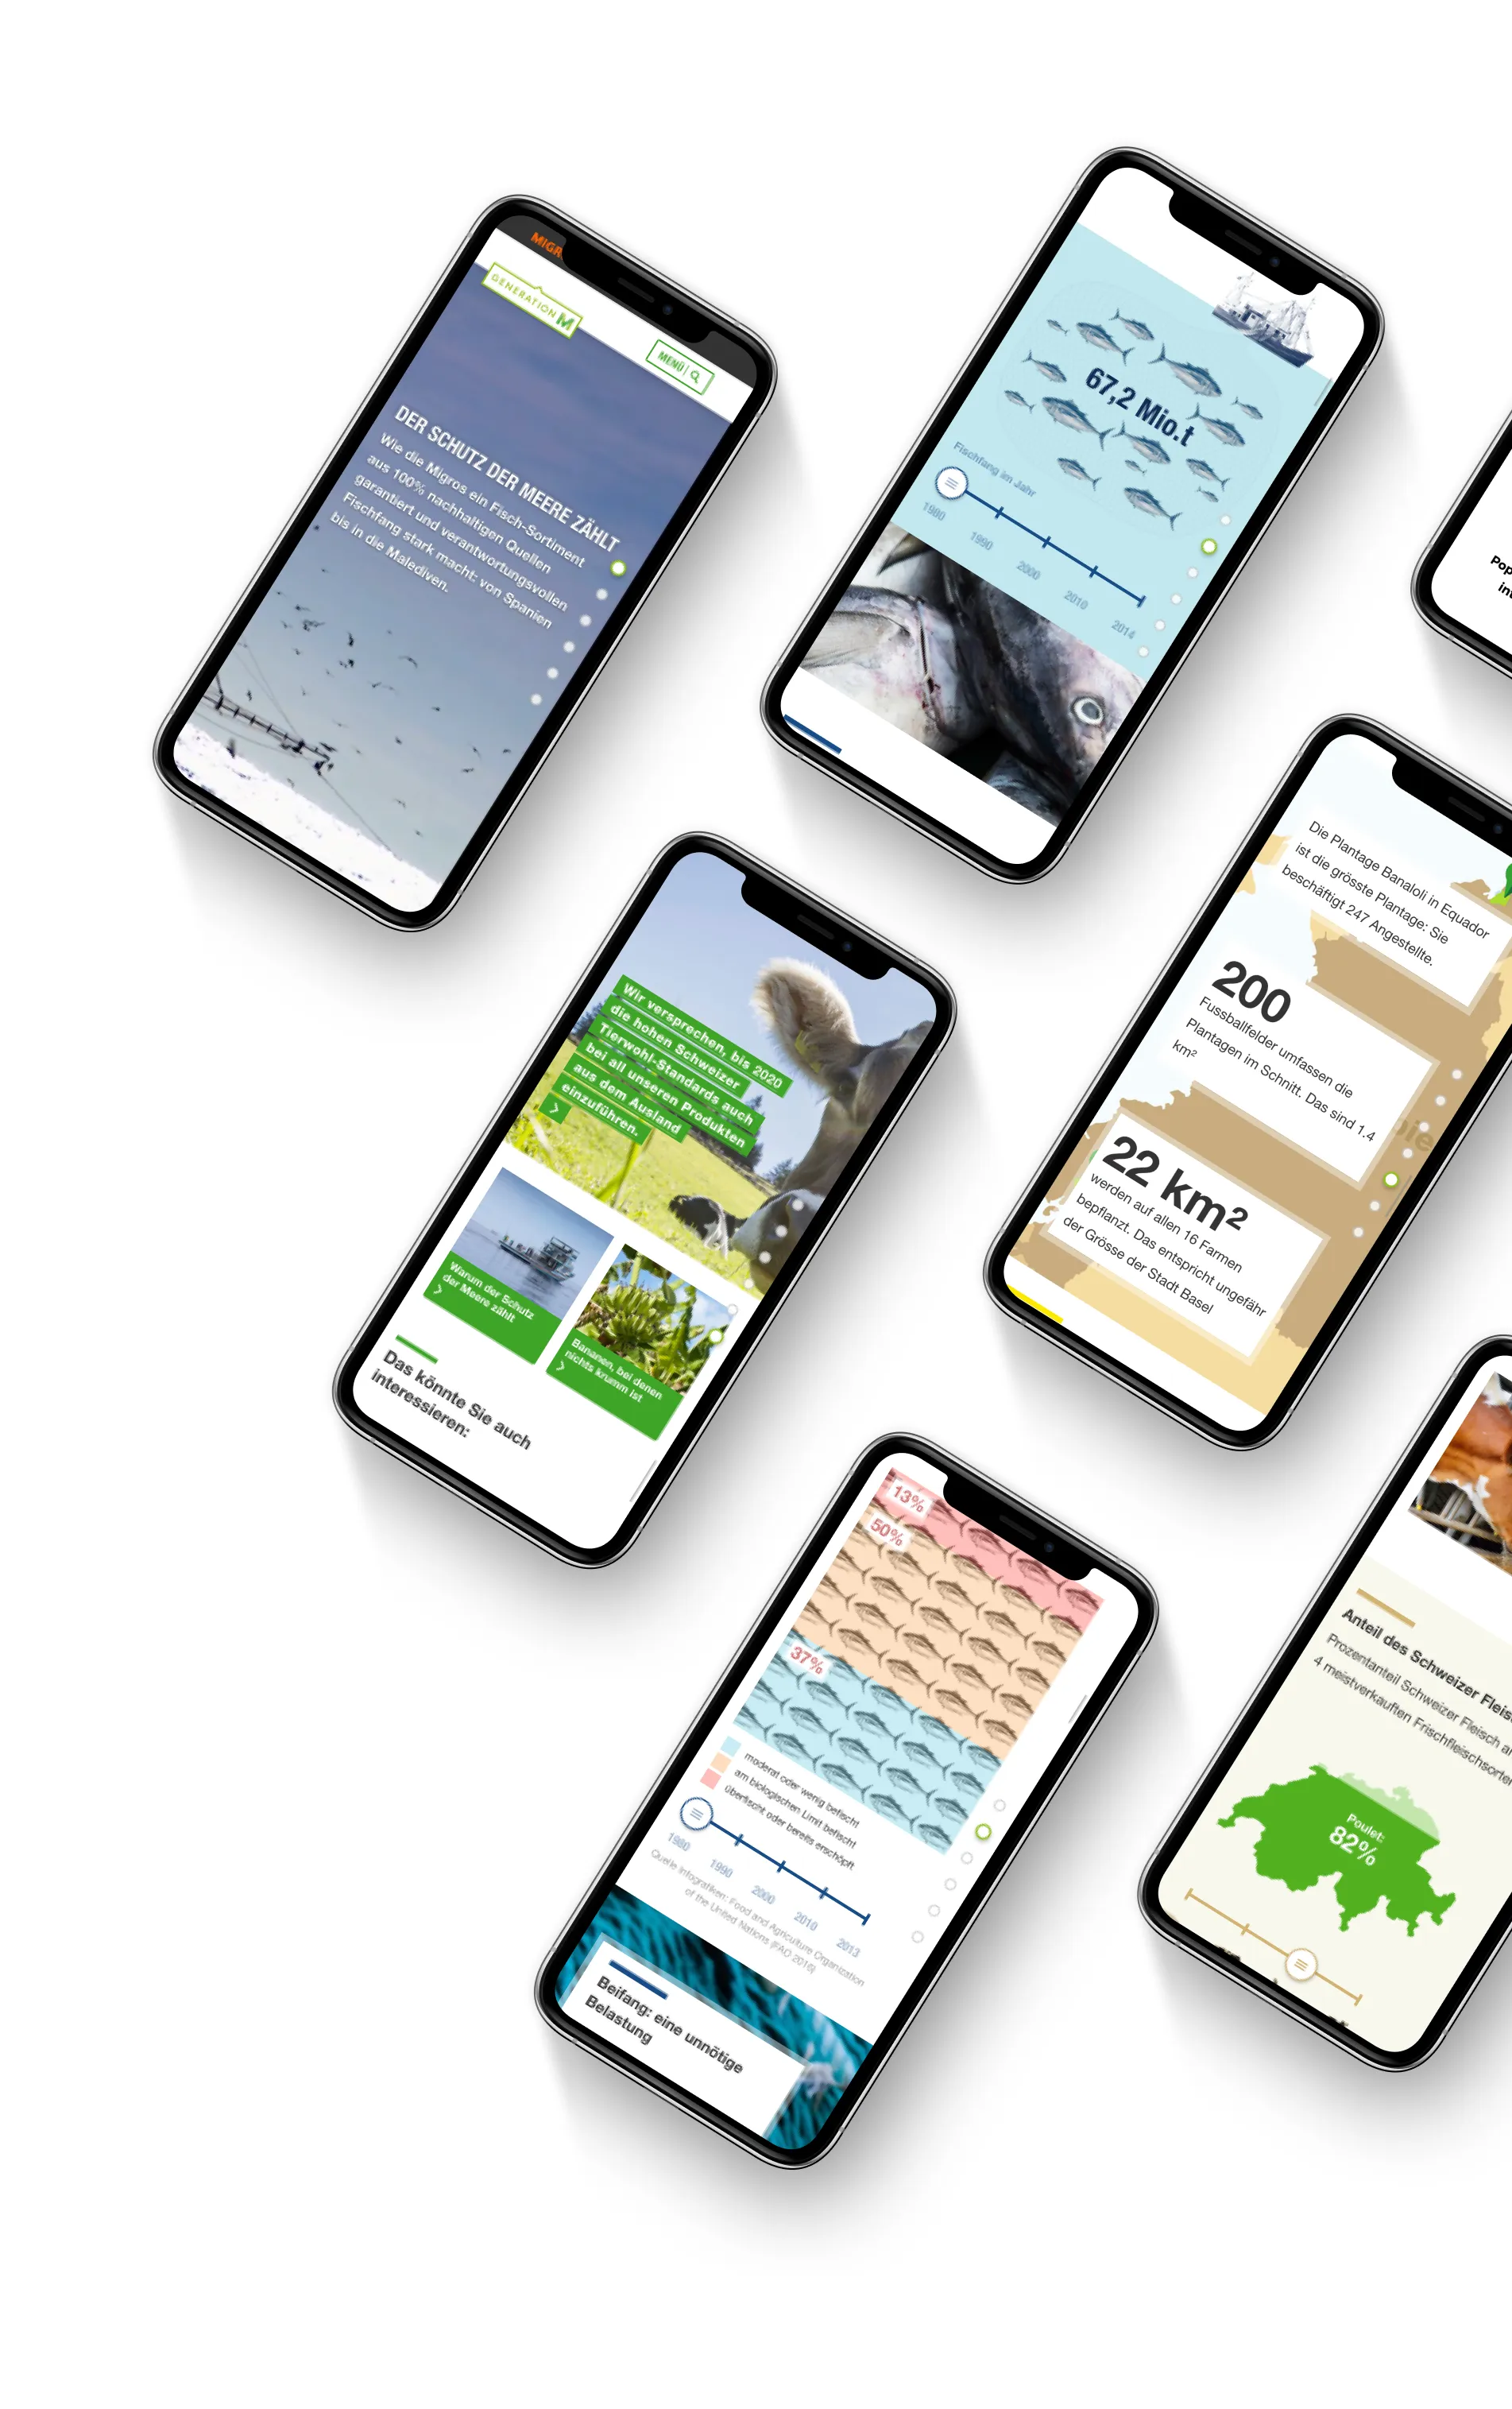 MIGR
GENERATION M
MENÜ
DER SCHUTZ DER MEERE ZÄHLT
Wie die Migros ein Fisch-Sortiment
aus 100% nachhaltigen Quellen
garantiert und verantwortungsvollen
Fischfang stark macht: von Spanien
bis in die Malediven.
67,2 Mio.t
Fischfang im Jahr
1980
1990
2000
2010
2014
Wir versprechen, bis 2020
die hohen Schweizer
Tierwohl-Standards auch
bei all unseren Produkten
aus dem Ausland
einzuführen.
Warum der Schutz
der Meere zählt
Bananen, bei denen
nichts krumm ist
Das könnte Sie auch
interessieren:
Die Plantage Banaloli in Equador
ist die grösste Plantage: Sie
beschäftigt 247 Angestellte.
200
Fussballfelder umfassen die
Plantagen im Schnitt. Das sind 1.4
km²
22 km²
werden auf allen 16 Farmen
bepflanzt. Das entspricht ungefähr
der Grösse der Stadt Basel
13%
50%
37%
moderat oder wenig befischt
am biologischen Limit befischt
überfischt oder bereits erschöpft
1980
1990
2000
2010
2013
Quelle Infografiken: Food and Agriculture Organization
of the United Nations (FAO 2016)
Beifang: eine unnötige
Belastung
Anteil des Schweizer Fleis
Prozentanteil Schweizer Fleisch a
4 meistverkauften Frischfleischsorte
Poulet:
82%
Pop
int